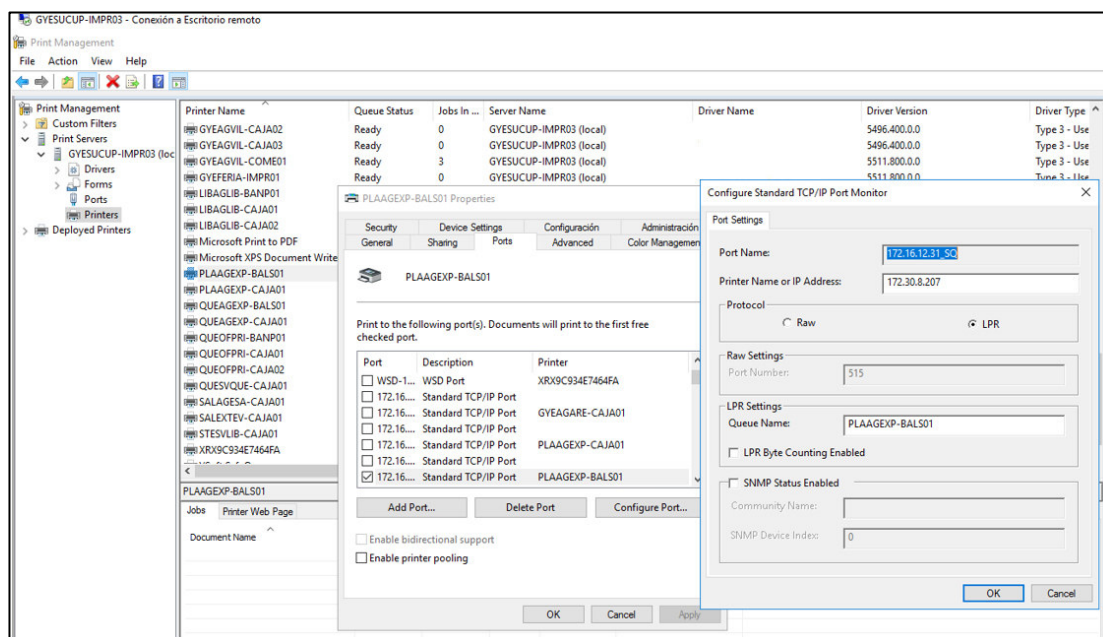 GYESUCUP-IMPR03 - Conexión a Escritorio remoto
Print Management
File Action View Help
Print Management
Custom Filters
Print Servers
GYESUCUP-IMPR03 (loc
Drivers
Forms
Ports
Printers
Deployed Printers
Printer Name Queue Status Jobs In ... Server Name Driver Name Driver Version Driver Type
GYEAGVIL-CAJA02 Ready 0 GYESUCUP-IMPR03 (local) 5496.400.0.0 Type 3 - Use
GYEAGVIL-CAJA03 Ready 0 GYESUCUP-IMPR03 (local) 5496.400.0.0 Type 3 - Use
GYEAGVIL-COME01 Ready 3 GYESUCUP-IMPR03 (local) 5511.800.0.0 Type 3 - Use
GYEFERIA-IMPR01 Ready 0 GYESUCUP-IMPR03 (local) 5511.800.0.0 Type 3 - Use
LIBAGLIB-BANP01
LIBAGLIB-CAJA01
LIBAGLIB-CAJA02
Microsoft Print to PDF
Microsoft XPS Document Write
PLAAGEXP-BALS01
PLAAGEXP-CAJA01
QUEAGEXP-BALS01
QUEAGEXP-CAJA01
QUEOFPRI-BANP01
QUEOFPRI-CAJA01
QUEOFPRI-CAJA02
QUESVQUE-CAJA01
SALAGESA-CAJA01
SALEXTEV-CAJA01
STESVLIB-CAJA01
XRX9C934E7464FA
PLAAGEXP-BALS01
Jobs Printer Web Page
Document Name
PLAAGEXP-BALS01 Properties
Security Device Settings Configuración Administración
General Sharing Ports Advanced Color Managemen
PLAAGEXP-BALS01
Print to the following port(s). Documents will print to the first free
checked port.
Port Description Printer
WSD-1... WSD Port XRX9C934E7464FA
172.16.... Standard TCP/IP Port
172.16.... Standard TCP/IP Port GYEAGARE-CAJA01
172.16.... Standard TCP/IP Port
172.16.... Standard TCP/IP Port PLAAGEXP-CAJA01
172.16.... Standard TCP/IP Port
172.16.... Standard TCP/IP Port PLAAGEXP-BALS01
Add Port... Delete Port Configure Port...
Enable bidirectional support
Enable printer pooling
OK Cancel Apply
Configure Standard TCP/IP Port Monitor
Port Settings
Port Name: 172.16.12.31_SQ
Printer Name or IP Address: 172.30.8.207
Protocol
Raw LPR
Raw Settings
Port Number: 515
LPR Settings
Queue Name: PLAAGEXP-BALS01
LPR Byte Counting Enabled
SNMP Status Enabled
Community Name:
SNMP Device Index: 0
OK Cancel